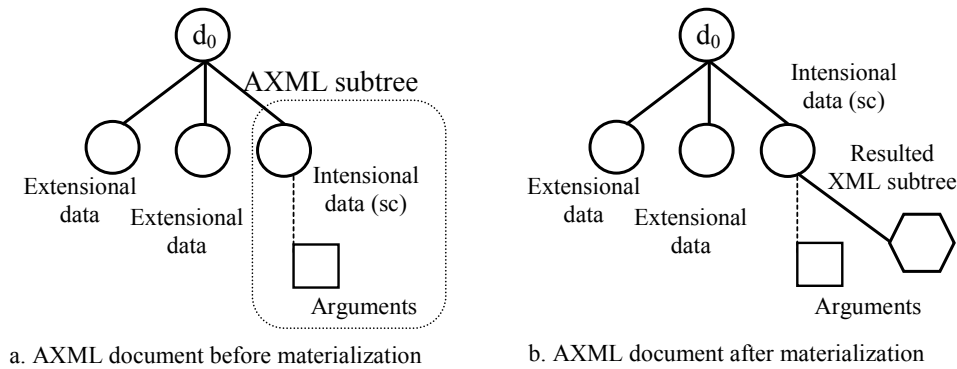 d0
AXML subtree
Extensional
data
Extensional
data
Intensional
data (sc)
Arguments
a. AXML document before materialization
d0
Intensional
data (sc)
Resulted
XML subtree
Extensional
data
Extensional
data
Arguments
b. AXML document after materialization